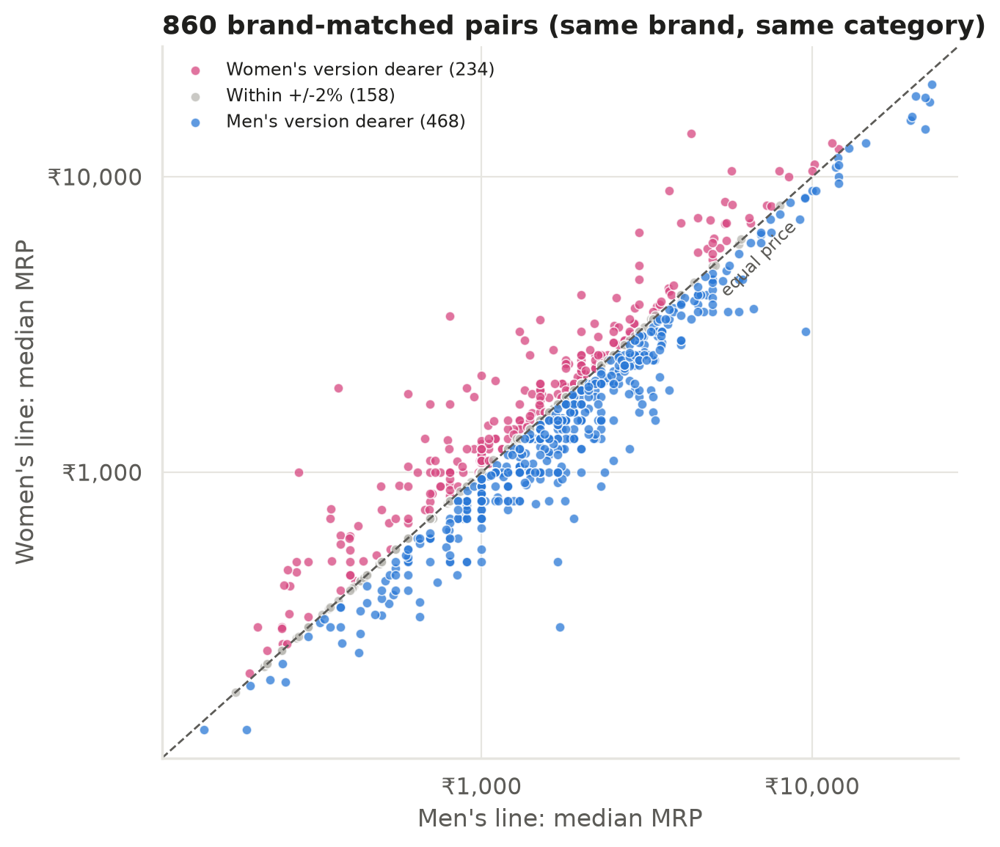 860 brand-matched pairs (same brand, same category)
Women's version dearer (234)
Within +/-2% (158)
Men's version dearer (468)
₹10,000
₹1,000
equal price
Women's line: median MRP
₹1,000
₹10,000
Men's line: median MRP